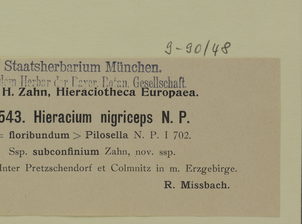 9-90/48
Staatsherbarium München.
Herbar der Bayer. Botan. Gesellschaft
H. Zahn, Hieraciotheca Europaea.
543. Hieracium nigriceps N. P.
= floribundum > Pilosella N. P. I 702.
Ssp. subconfinium Zahn, nov. ssp.
Inter Pretzschendorf et Colmnitz in m. Erzgebirge.
R. Missbach.